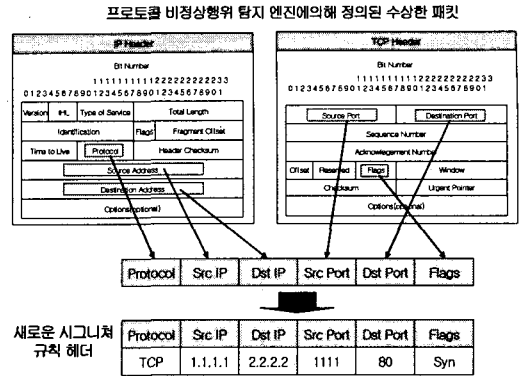 프로토콜 비정상행위 탐지 엔진에의해 정의된 수상한 패킷
IP Header
Bit Number
1111111111222222222233
01234567890123456789012345678901
Version IHL Type of Service Total Length
Identification Flags Fragment Offset
Time to Live Protocol Header Checksum
Source Address
Destination Address
Options(optional)
TCP Header
Bit Number
1111111111222222222233
01234567890123456789012345678901
Source Port Destination Port
Sequence Number
Acknowledgement Number
Offset Reserved Flags Window
Checksum Urgent Pointer
Options(optional)
Protocol Src IP Dst IP Src Port Dst Port Flags
새로운 시그니쳐
규칙 헤더
Protocol Src IP Dst IP Src Port Dst Port Flags
TCP 1.1.1.1 2.2.2.2 1111 80 Syn